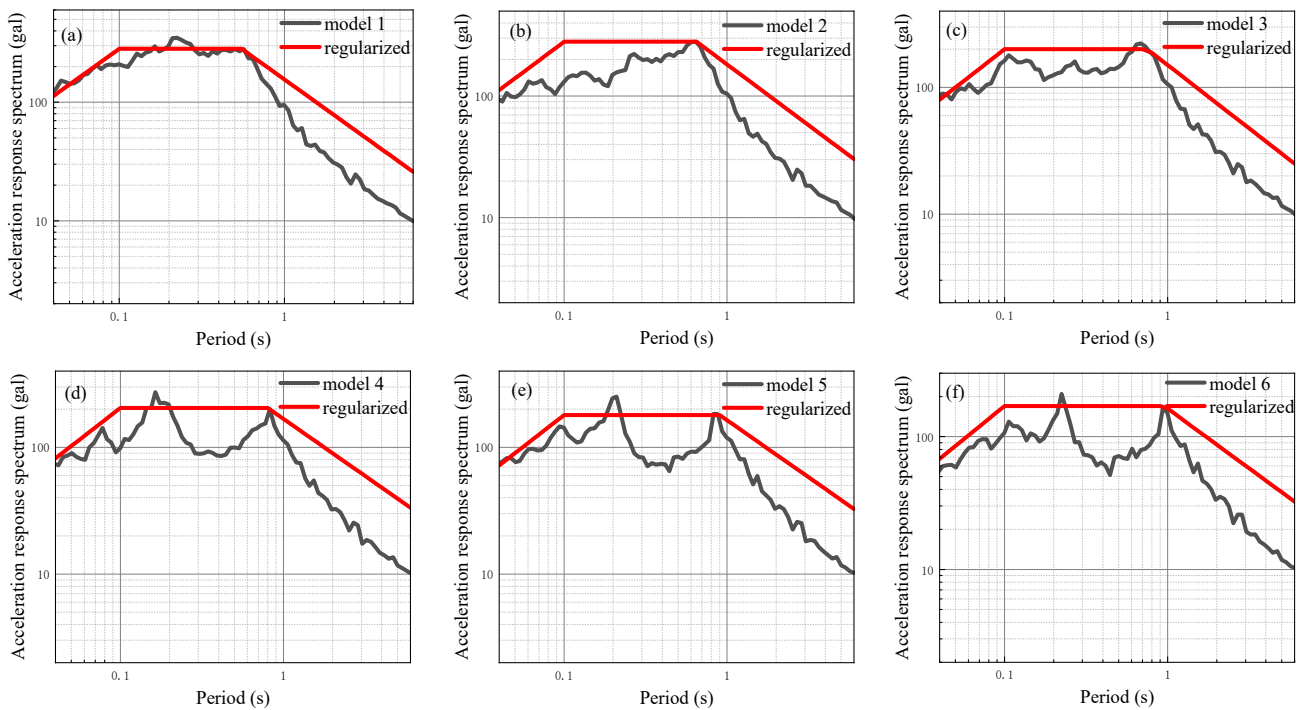 (a)
model 1
regularized
Acceleration response spectrum (gal)
100
10
0. 1
1
Period (s)
(b)
model 2
regularized
Acceleration response spectrum (gal)
100
10
0. 1
1
Period (s)
(c)
model 3
regularized
Acceleration response spectrum (gal)
100
10
0. 1
1
Period (s)
(d)
model 4
regularized
Acceleration response spectrum (gal)
100
10
0. 1
1
Period (s)
(e)
model 5
regularized
Acceleration response spectrum (gal)
100
10
0. 1
1
Period (s)
(f)
model 6
regularized
Acceleration response spectrum (gal)
100
10
0. 1
1
Period (s)